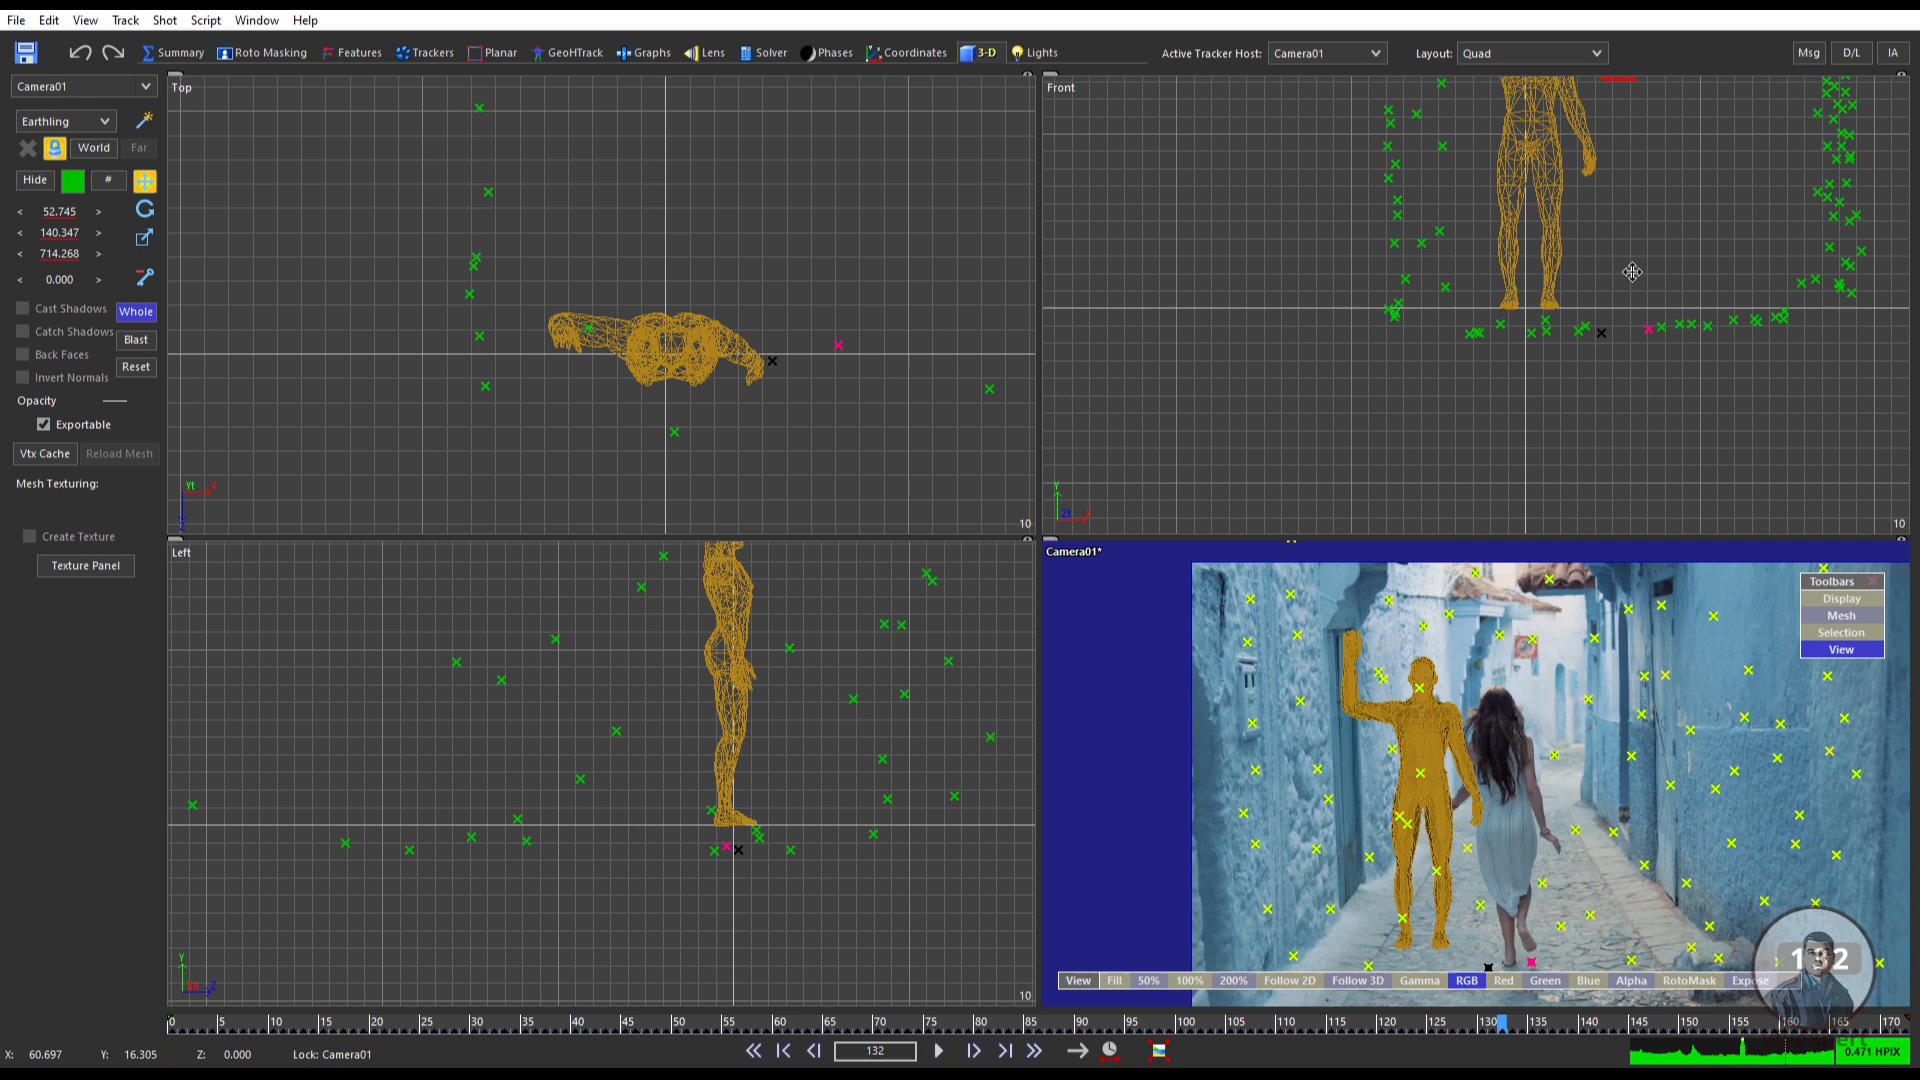 File Edit View Track Shot Script Window Help
Summary Roto Masking Features Trackers Planar GeoHTrack Graphs Lens Solver Phases Coordinates 3-D Lights Active Tracker Host: Camera01 Layout: Quad Msg D/L IA
Camera01
Earthling
World Far
Hide #
< 52.745 >
< 140.347 >
< 714.268 >
< 0.000 >
Cast Shadows Whole
Catch Shadows
Blast
Back Faces
Reset
Invert Normals
Opacity
Exportable
Vtx Cache Reload Mesh
Mesh Texturing:
Create Texture
Texture Panel
Top
Yt X
Z
10
Front
Y
Zt X
10
Left
Y
Z
10
Camera01*
Toolbars
Display
Mesh
Selection
View
132
View Fill 50% 100% 200% Follow 2D Follow 3D Gamma RGB Red Green Blue Alpha RotoMask Expose
0 5 10 15 20 25 30 35 40 45 50 55 60 65 70 75 80 85 90 95 100 105 110 115 120 125 130 135 140 145 150 155 160 165 170
X: 60.697 Y: 16.305 Z: 0.000 Lock: Camera01
132
0.471 HPIX